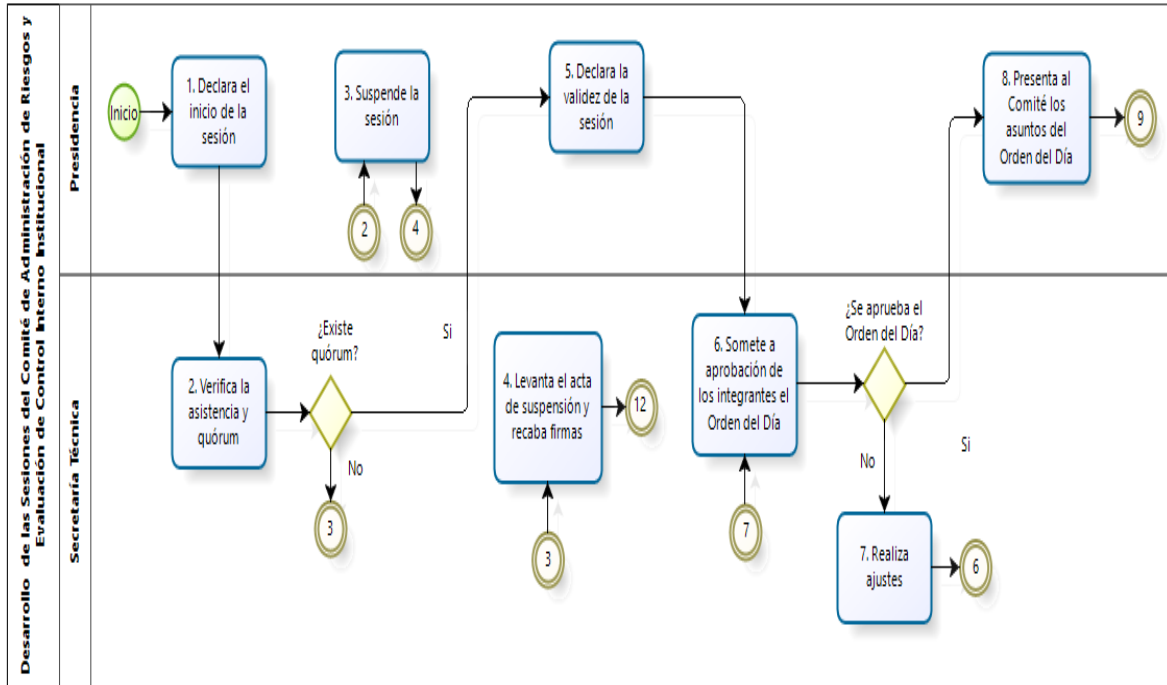 Desarrollo de las Sesiones del Comité de Administración de Riesgos y
Evaluación de Control Interno Institucional
Presidencia
Inicio
1. Declara el
inicio de la
sesión
3. Suspende la
sesión
2
4
5. Declara la
validez de la
sesión
8. Presenta al
Comité los
asuntos del
Orden del Día
9
Secretaría Técnica
2. Verifica la
asistencia y
quórum
¿Existe
quórum?
Si
No
3
4. Levanta el acta
de suspensión y
recaba firmas
12
3
6. Somete a
aprobación de
los integrantes el
Orden del Día
7
¿Se aprueba el
Orden del Día?
Si
No
7. Realiza
ajustes
6